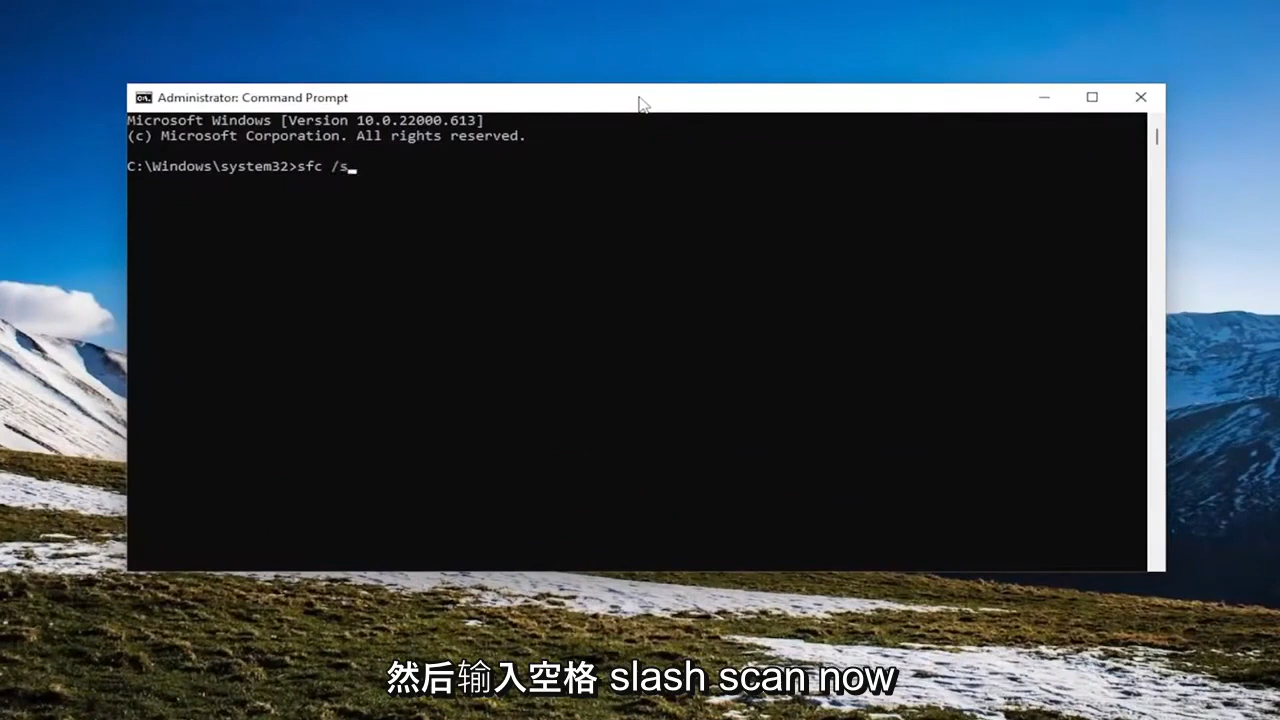 Administrator: Command Prompt
Microsoft Windows [Version 10.0.22000.613]
(c) Microsoft Corporation. All rights reserved.
C:\Windows\system32>sfc /s
然后输入空格 slash scan now